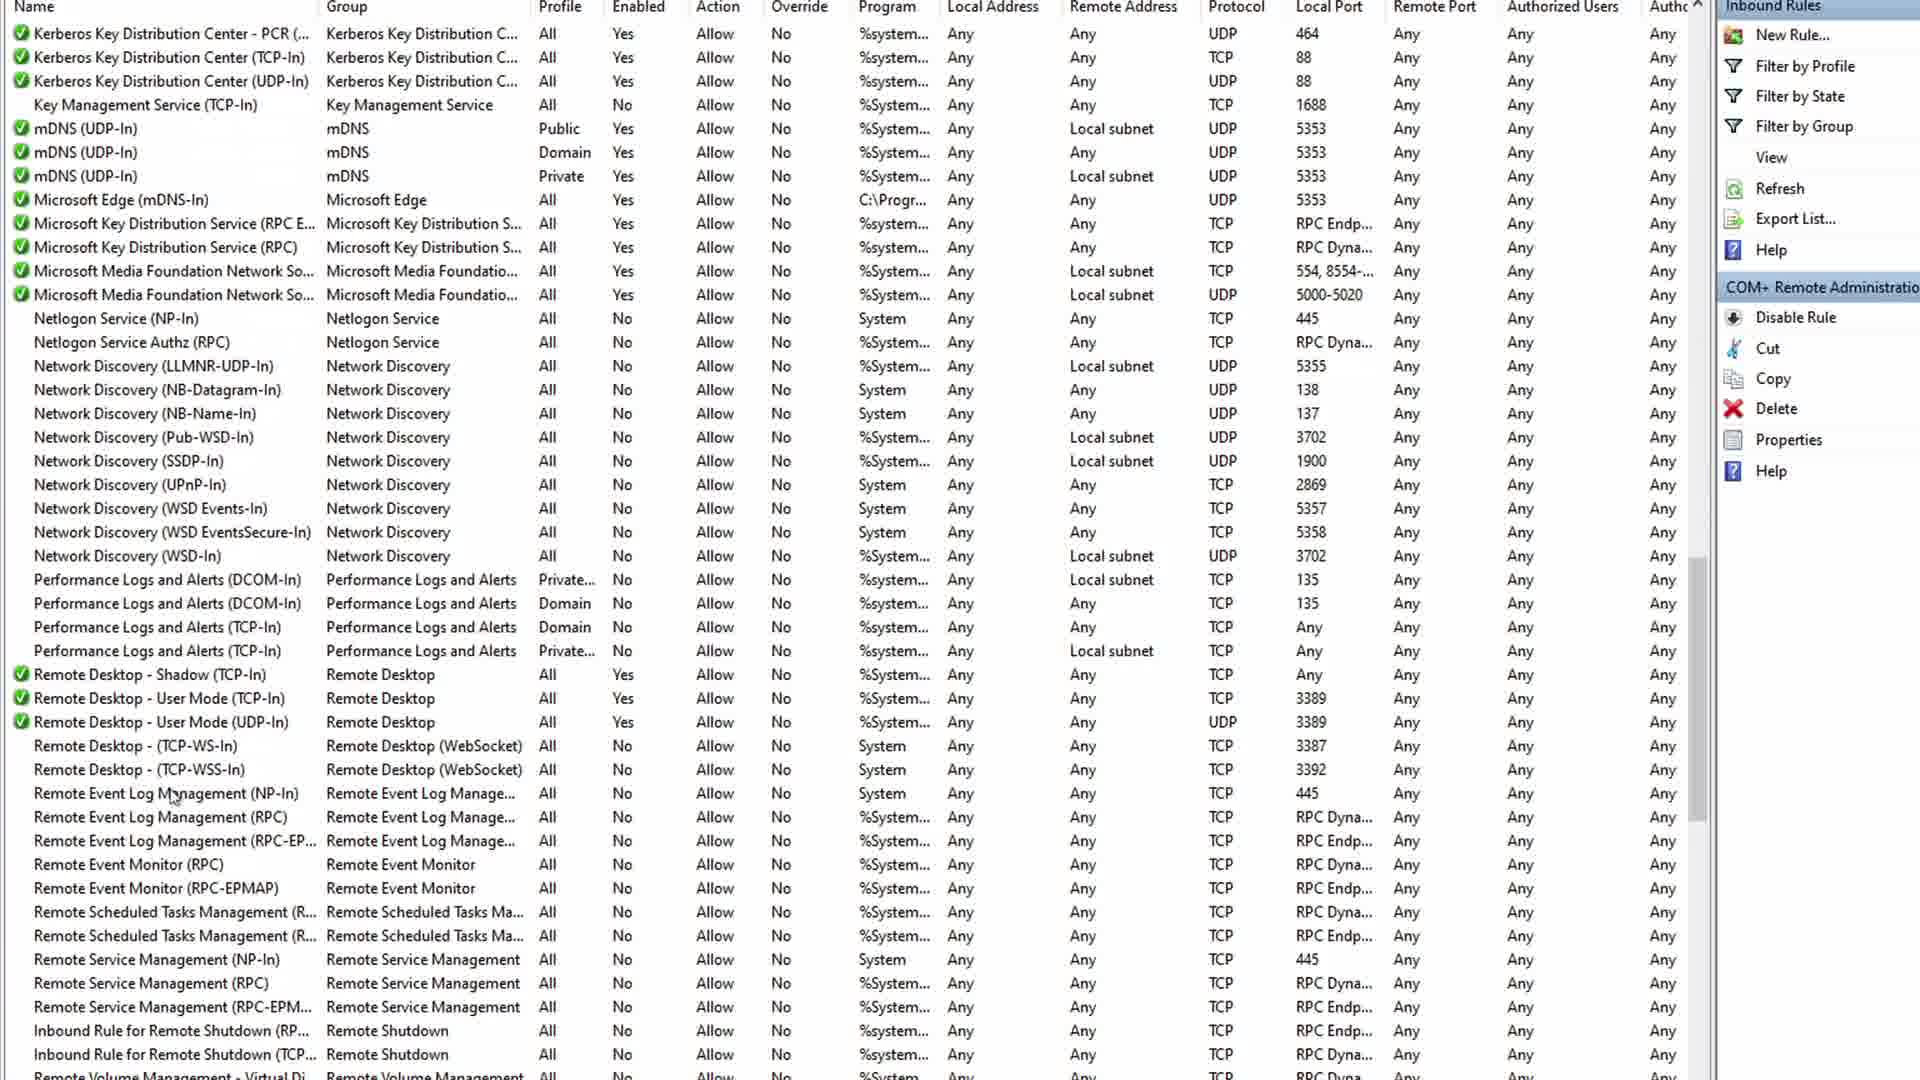 Name Group Profile Enabled Action Override Program Local Address Remote Address Protocol Local Port Remote Port Authorized Users Autho
Kerberos Key Distribution Center - PCR (... Kerberos Key Distribution C... All Yes Allow No %system... Any Any UDP 464 Any Any Any
Kerberos Key Distribution Center (TCP-In) Kerberos Key Distribution C... All Yes Allow No %system... Any Any TCP 88 Any Any Any
Kerberos Key Distribution Center (UDP-In) Kerberos Key Distribution C... All Yes Allow No %system... Any Any UDP 88 Any Any Any
Key Management Service (TCP-In) Key Management Service All No Allow No %System... Any Any TCP 1688 Any Any Any
mDNS (UDP-In) mDNS Public Yes Allow No %System... Any Local subnet UDP 5353 Any Any Any
mDNS (UDP-In) mDNS Domain Yes Allow No %System... Any Any UDP 5353 Any Any Any
mDNS (UDP-In) mDNS Private Yes Allow No %System... Any Local subnet UDP 5353 Any Any Any
Microsoft Edge (mDNS-In) Microsoft Edge All Yes Allow No C:\Progr... Any Any UDP 5353 Any Any Any
Microsoft Key Distribution Service (RPC E... Microsoft Key Distribution S... All Yes Allow No %system... Any Any TCP RPC Endp... Any Any Any
Microsoft Key Distribution Service (RPC) Microsoft Key Distribution S... All Yes Allow No %system... Any Any TCP RPC Dyna... Any Any Any
Microsoft Media Foundation Network So... Microsoft Media Foundatio... All Yes Allow No %System... Any Local subnet TCP 554, 8554-... Any Any Any
Microsoft Media Foundation Network So... Microsoft Media Foundatio... All Yes Allow No %System... Any Local subnet UDP 5000-5020 Any Any Any
Netlogon Service (NP-In) Netlogon Service All No Allow No System Any Any TCP 445 Any Any Any
Netlogon Service Authz (RPC) Netlogon Service All No Allow No %System... Any Any TCP RPC Dyna... Any Any Any
Network Discovery (LLMNR-UDP-In) Network Discovery All No Allow No %System... Any Local subnet UDP 5355 Any Any Any
Network Discovery (NB-Datagram-In) Network Discovery All No Allow No System Any Any UDP 138 Any Any Any
Network Discovery (NB-Name-In) Network Discovery All No Allow No System Any Any UDP 137 Any Any Any
Network Discovery (Pub-WSD-In) Network Discovery All No Allow No %System... Any Local subnet UDP 3702 Any Any Any
Network Discovery (SSDP-In) Network Discovery All No Allow No %System... Any Local subnet UDP 1900 Any Any Any
Network Discovery (UPnP-In) Network Discovery All No Allow No System Any Any TCP 2869 Any Any Any
Network Discovery (WSD Events-In) Network Discovery All No Allow No System Any Any TCP 5357 Any Any Any
Network Discovery (WSD EventsSecure-In) Network Discovery All No Allow No System Any Any TCP 5358 Any Any Any
Network Discovery (WSD-In) Network Discovery All No Allow No %System... Any Local subnet UDP 3702 Any Any Any
Performance Logs and Alerts (DCOM-In) Performance Logs and Alerts Private... No Allow No %system... Any Local subnet TCP 135 Any Any Any
Performance Logs and Alerts (DCOM-In) Performance Logs and Alerts Domain No Allow No %system... Any Any TCP 135 Any Any Any
Performance Logs and Alerts (TCP-In) Performance Logs and Alerts Domain No Allow No %system... Any Any TCP Any Any Any Any
Performance Logs and Alerts (TCP-In) Performance Logs and Alerts Private... No Allow No %system... Any Local subnet TCP Any Any Any Any
Remote Desktop - Shadow (TCP-In) Remote Desktop All Yes Allow No %System... Any Any TCP Any Any Any Any
Remote Desktop - User Mode (TCP-In) Remote Desktop All Yes Allow No %System... Any Any TCP 3389 Any Any Any
Remote Desktop - User Mode (UDP-In) Remote Desktop All Yes Allow No %System... Any Any UDP 3389 Any Any Any
Remote Desktop - (TCP-WS-In) Remote Desktop (WebSocket) All No Allow No System Any Any TCP 3387 Any Any Any
Remote Desktop - (TCP-WSS-In) Remote Desktop (WebSocket) All No Allow No System Any Any TCP 3392 Any Any Any
Remote Event Log Management (NP-In) Remote Event Log Manage... All No Allow No System Any Any TCP 445 Any Any Any
Remote Event Log Management (RPC) Remote Event Log Manage... All No Allow No %System... Any Any TCP RPC Dyna... Any Any Any
Remote Event Log Management (RPC-EP... Remote Event Log Manage... All No Allow No %System... Any Any TCP RPC Endp... Any Any Any
Remote Event Monitor (RPC) Remote Event Monitor All No Allow No %System... Any Any TCP RPC Dyna... Any Any Any
Remote Event Monitor (RPC-EPMAP) Remote Event Monitor All No Allow No %System... Any Any TCP RPC Endp... Any Any Any
Remote Scheduled Tasks Management (R... Remote Scheduled Tasks Ma... All No Allow No %System... Any Any TCP RPC Dyna... Any Any Any
Remote Scheduled Tasks Management (R... Remote Scheduled Tasks Ma... All No Allow No %System... Any Any TCP RPC Endp... Any Any Any
Remote Service Management (NP-In) Remote Service Management All No Allow No System Any Any TCP 445 Any Any Any
Remote Service Management (RPC) Remote Service Management All No Allow No %System... Any Any TCP RPC Dyna... Any Any Any
Remote Service Management (RPC-EPM... Remote Service Management All No Allow No %System... Any Any TCP RPC Endp... Any Any Any
Inbound Rule for Remote Shutdown (RP... Remote Shutdown All No Allow No %system... Any Any TCP RPC Endp... Any Any Any
Inbound Rule for Remote Shutdown (TCP... Remote Shutdown All No Allow No %system... Any Any TCP RPC Dyna... Any Any Any
Remote Volume Management - Virtual Di... Remote Volume Management All No Allow No %System... Any Any TCP RPC Dyna... Any Any Any
Inbound Rules
New Rule...
Filter by Profile
Filter by State
Filter by Group
View
Refresh
Export List...
Help
COM+ Remote Administratio
Disable Rule
Cut
Copy
Delete
Properties
Help